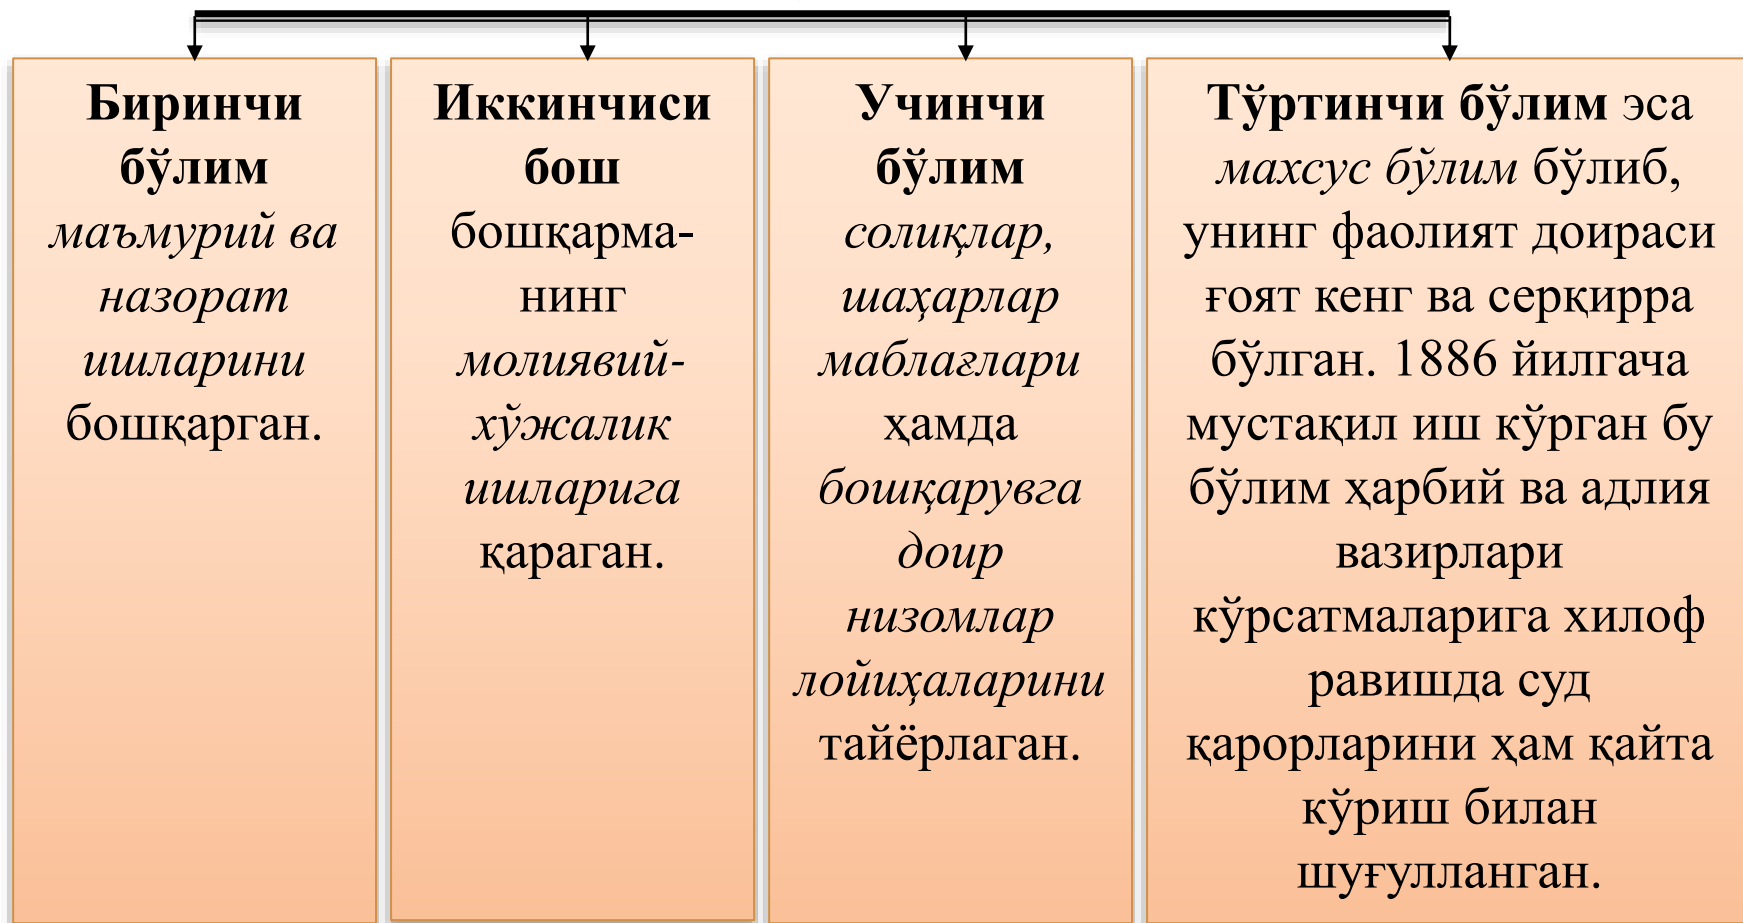 Биринчи
бўлим
маъмурий ва
назорат
ишларини
бошқарган.
Иккинчиси
бош
бошқарма-
нинг
молиявий-
хўжалик
ишларига
қараган.
Учинчи
бўлим
солиқлар,
шаҳарлар
маблағлари
ҳамда
бошқарувга
доир
низомлар
лойиҳаларини
тайёрлаган.
Тўртинчи бўлим эса
махсус бўлим бўлиб,
унинг фаолият доираси
ғоят кенг ва серқирра
бўлган. 1886 йилгача
мустақил иш кўрган бу
бўлим ҳарбий ва адлия
вазирлари
кўрсатмаларига хилоф
равишда суд
қарорларини ҳам қайта
кўриш билан
шуғулланган.